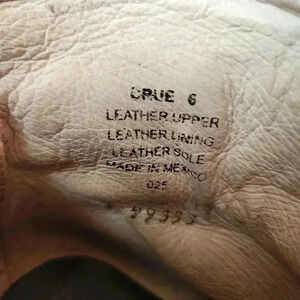 CRUE 6
LEATHER UPPER
LEATHER LINING
LEATHER SOLE
MADE IN MEXICO
025